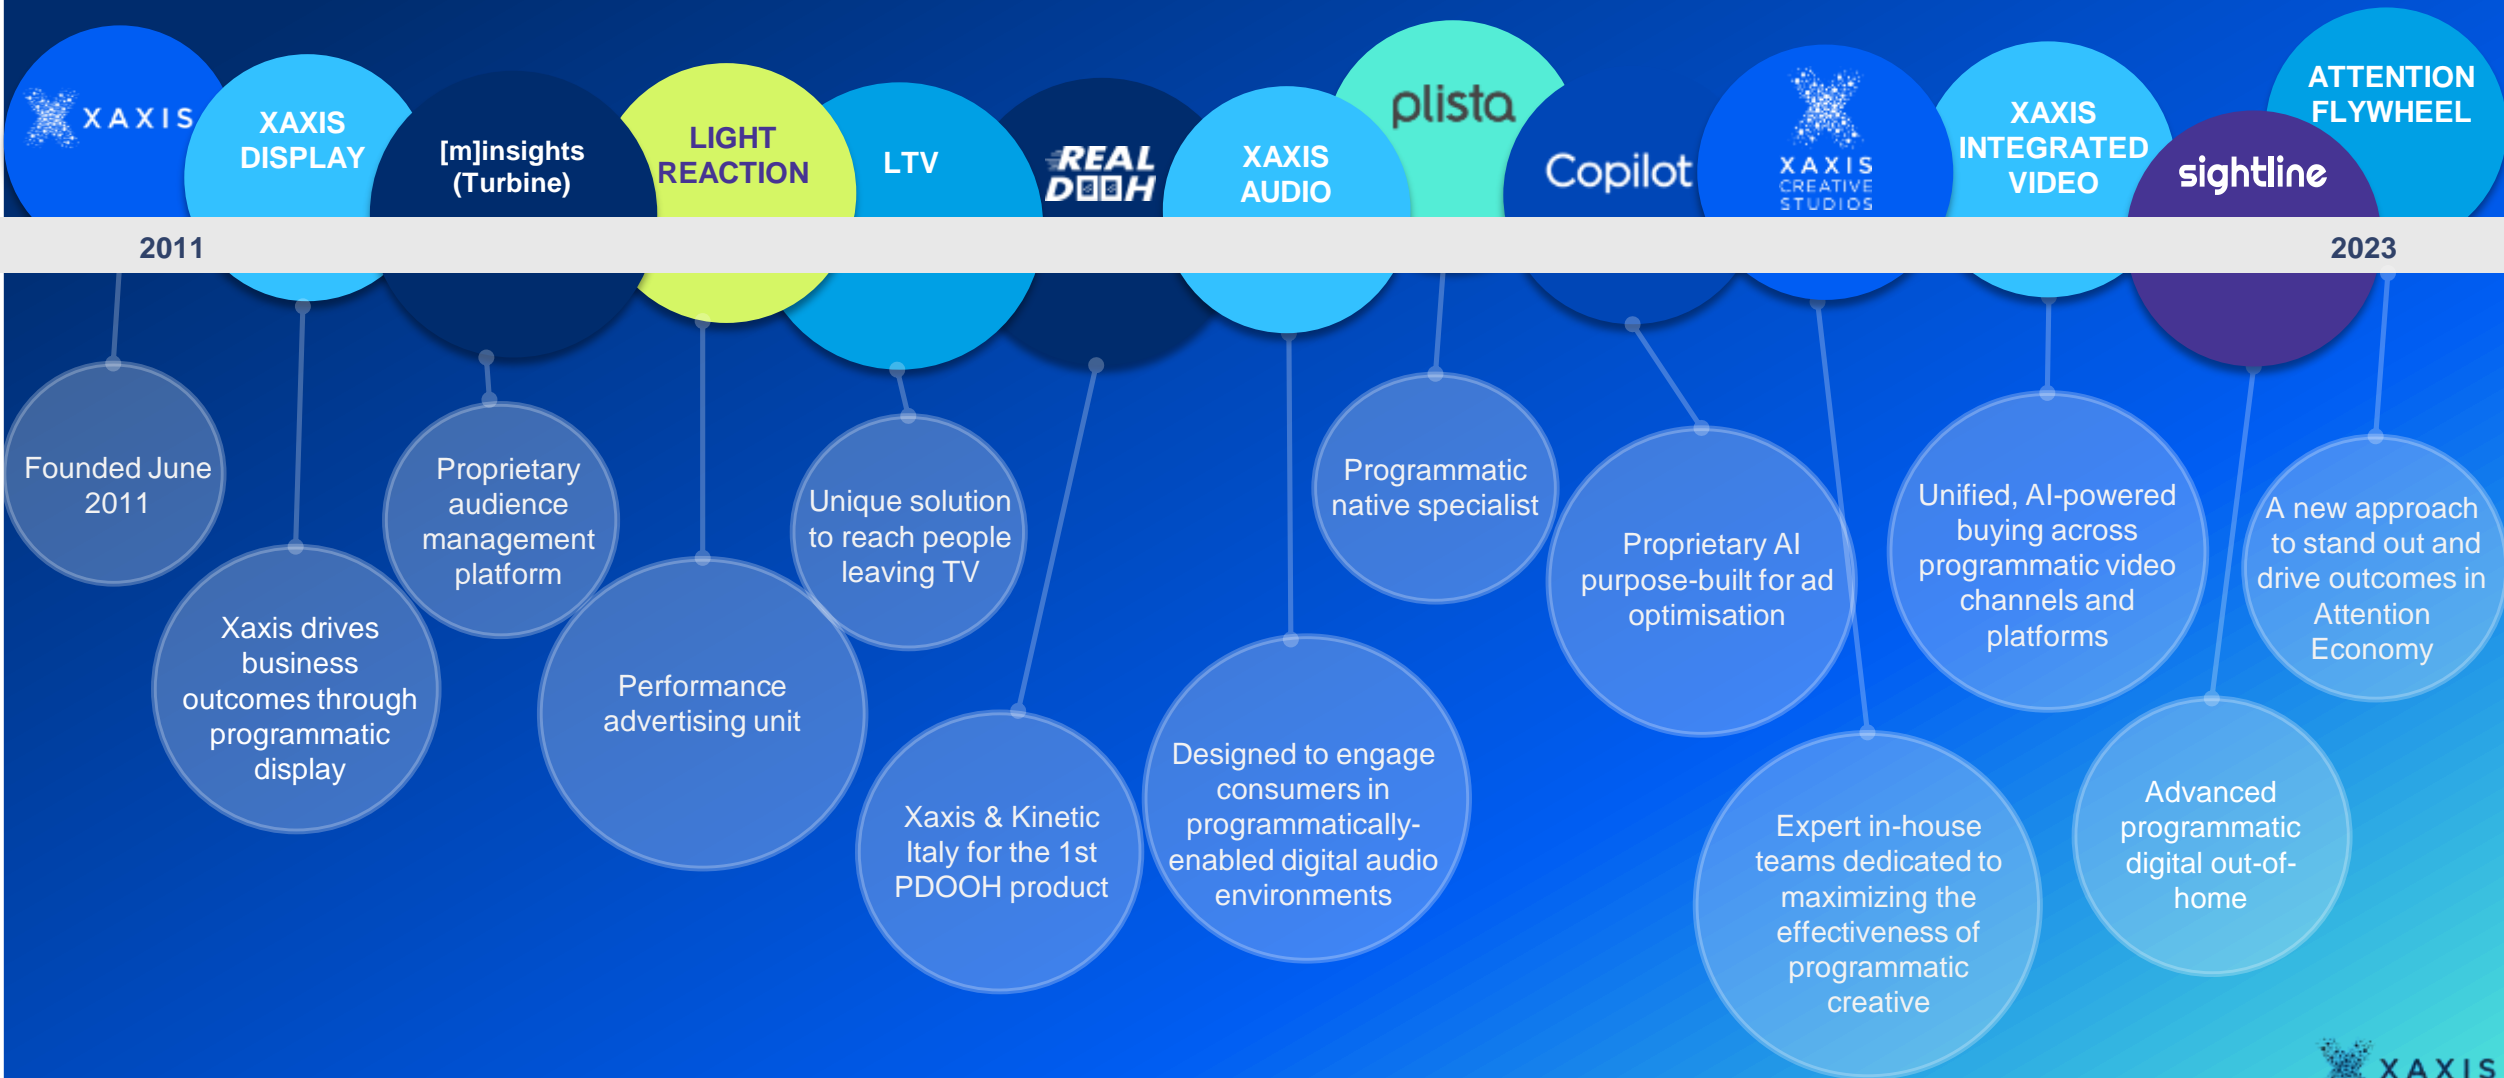 XAXIS
XAXIS
DISPLAY
[m]insights
(Turbine)
LIGHT
REACTION
LTV
REAL
DOOH
XAXIS
AUDIO
plista
Copilot
XAXIS
CREATIVE
STUDIOS
XAXIS
INTEGRATED
VIDEO
sightline
ATTENTION
FLYWHEEL
2011
2023
Founded June
2011
Xaxis drives
business
outcomes through
programmatic
display
Proprietary
audience
management
platform
Performance
advertising unit
Unique solution
to reach people
leaving TV
Xaxis & Kinetic
Italy for the 1st
PDOOH product
Designed to engage
consumers in
programmatically-
enabled digital audio
environments
Programmatic
native specialist
Proprietary AI
purpose-built for ad
optimisation
Expert in-house
teams dedicated to
maximizing the
effectiveness of
programmatic
creative
Unified, AI-powered
buying across
programmatic video
channels and
platforms
Advanced
programmatic
digital out-of-
home
A new approach
to stand out and
drive outcomes in
Attention
Economy
XAXIS